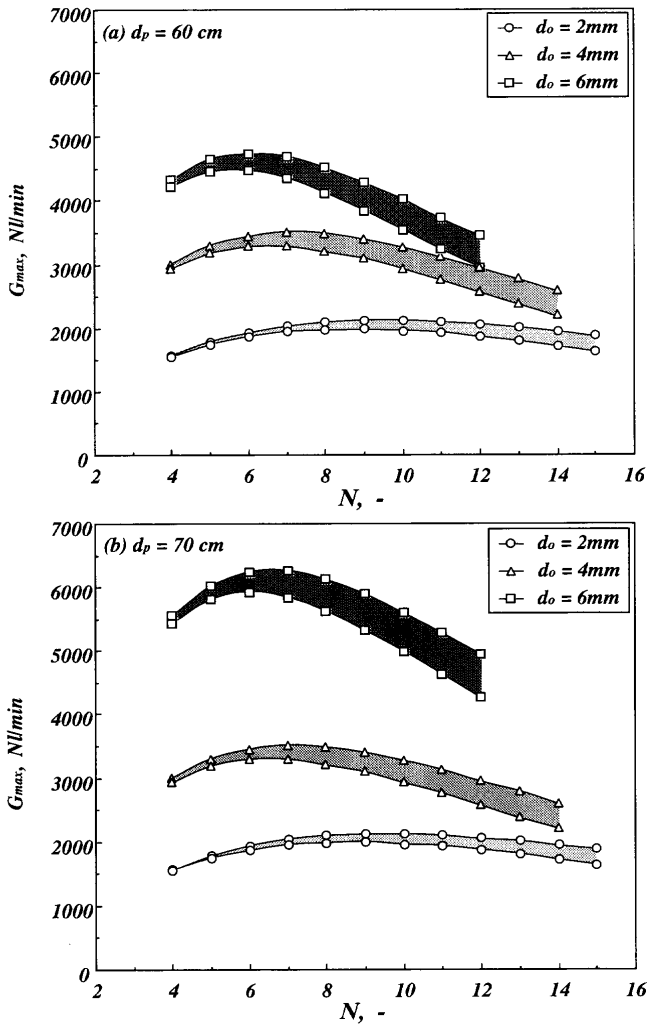 7000
(a) dp = 60 cm
do = 2mm
do = 4mm
do = 6mm
6000
5000
4000
3000
2000
1000
0
Gmax, Nl/min
2 4 6 8 10 12 14 16
N, -
7000
(b) dp = 70 cm
do = 2mm
do = 4mm
do = 6mm
6000
5000
4000
3000
2000
1000
0
Gmax, Nl/min
2 4 6 8 10 12 14 16
N, -